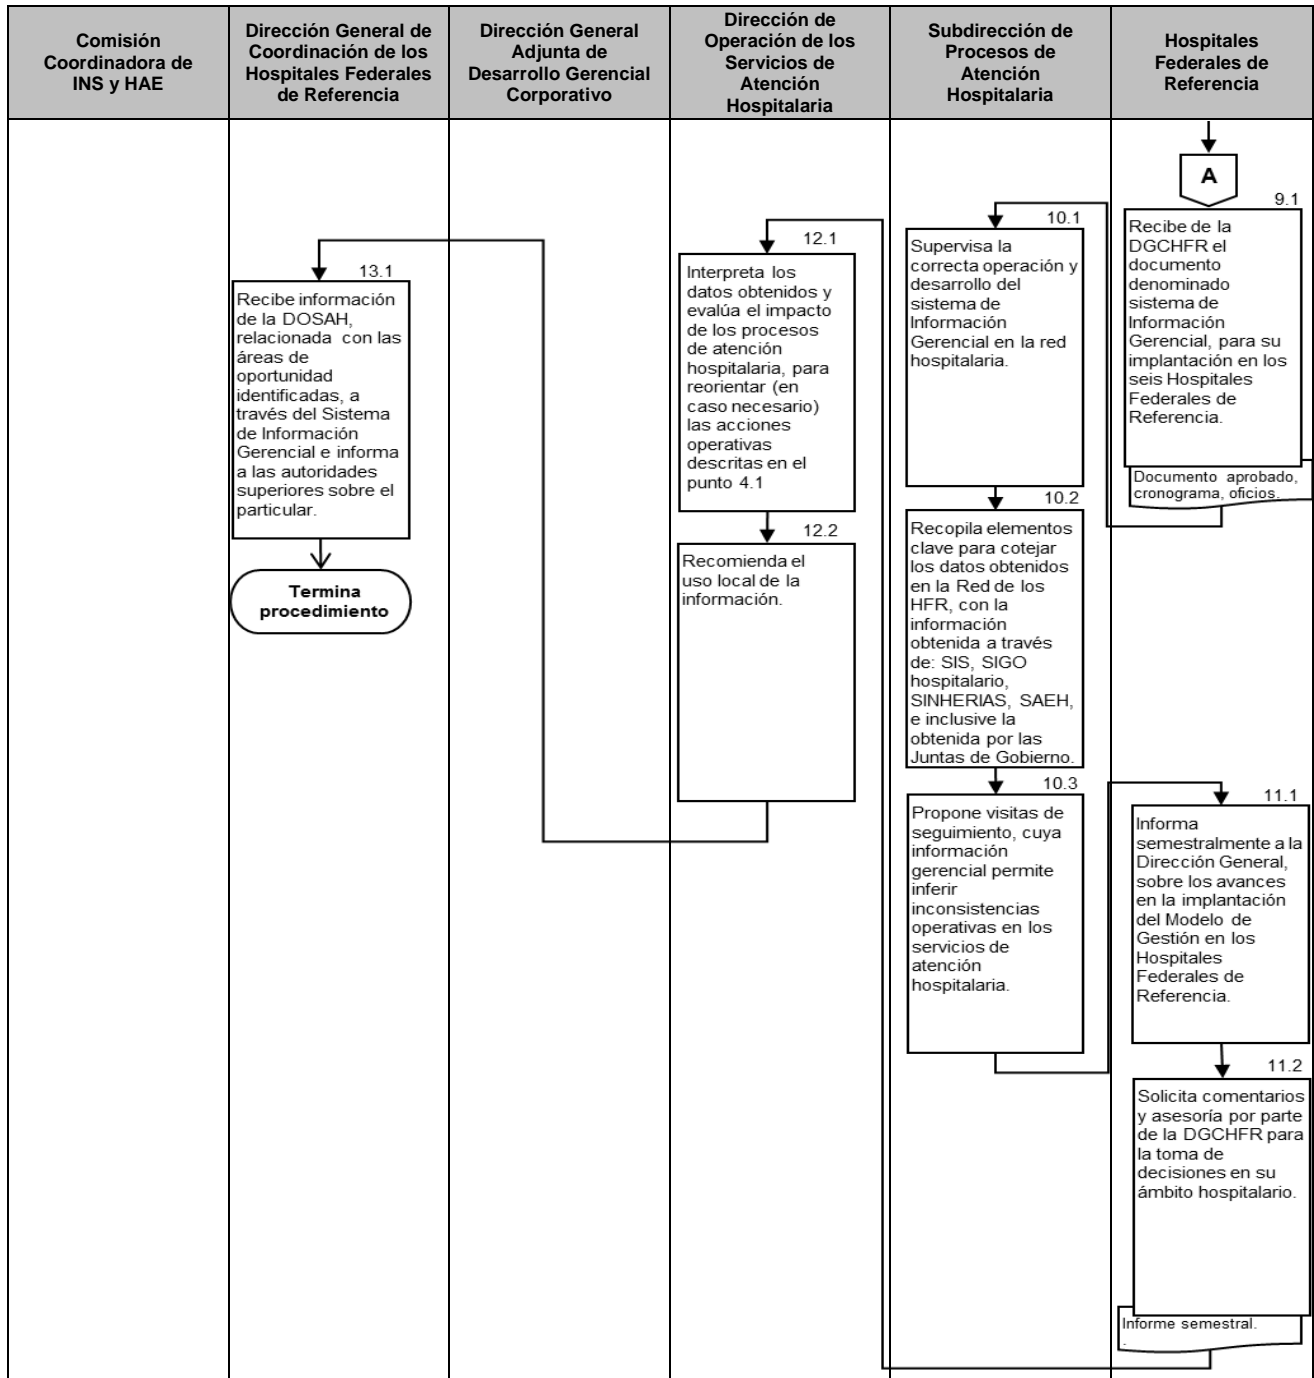 Comisión
Coordinadora de
INS y HAE
Dirección General de
Coordinación de los
Hospitales Federales
de Referencia
Dirección General
Adjunta de
Desarrollo Gerencial
Corporativo
Dirección de
Operación de los
Servicios de
Atención
Hospitalaria
Subdirección de
Procesos de
Atención
Hospitalaria
Hospitales
Federales de
Referencia
A
9.1
Recibe de la
DGCHFR el
documento
denominado
sistema de
Información
Gerencial, para su
implantación en los
seis Hospitales
Federales de
Referencia.
Documento aprobado,
cronograma, oficios.
10.1
Supervisa la
correcta operación y
desarrollo del
sistema de
Información
Gerencial en la red
hospitalaria.
10.2
Recopila elementos
clave para cotejar
los datos obtenidos
en la Red de los
HFR, con la
información
obtenida a través
de: SIS, SIGO
hospitalario,
SINHERIAS, SAEH,
e inclusive la
obtenida por las
Juntas de Gobierno.
10.3
Propone visitas de
seguimiento, cuya
información
gerencial permite
inferir
inconsistencias
operativas en los
servicios de
atención
hospitalaria.
11.1
Informa
semestralmente a la
Dirección General,
sobre los avances
en la implantación
del Modelo de
Gestión en los
Hospitales
Federales de
Referencia.
11.2
Solicita comentarios
y asesoría por parte
de la DGCHFR para
la toma de
decisiones en su
ámbito hospitalario.
Informe semestral.
.
12.1
Interpreta los
datos obtenidos y
evalúa el impacto
de los procesos
de atención
hospitalaria, para
reorientar (en
caso necesario)
las acciones
operativas
descritas en el
punto 4.1
12.2
Recomienda el
uso local de la
información.
13.1
Recibe información
de la DOSAH,
relacionada con las
áreas de
oportunidad
identificadas, a
través del Sistema
de Información
Gerencial e informa
a las autoridades
superiores sobre el
particular.
Termina
procedimiento